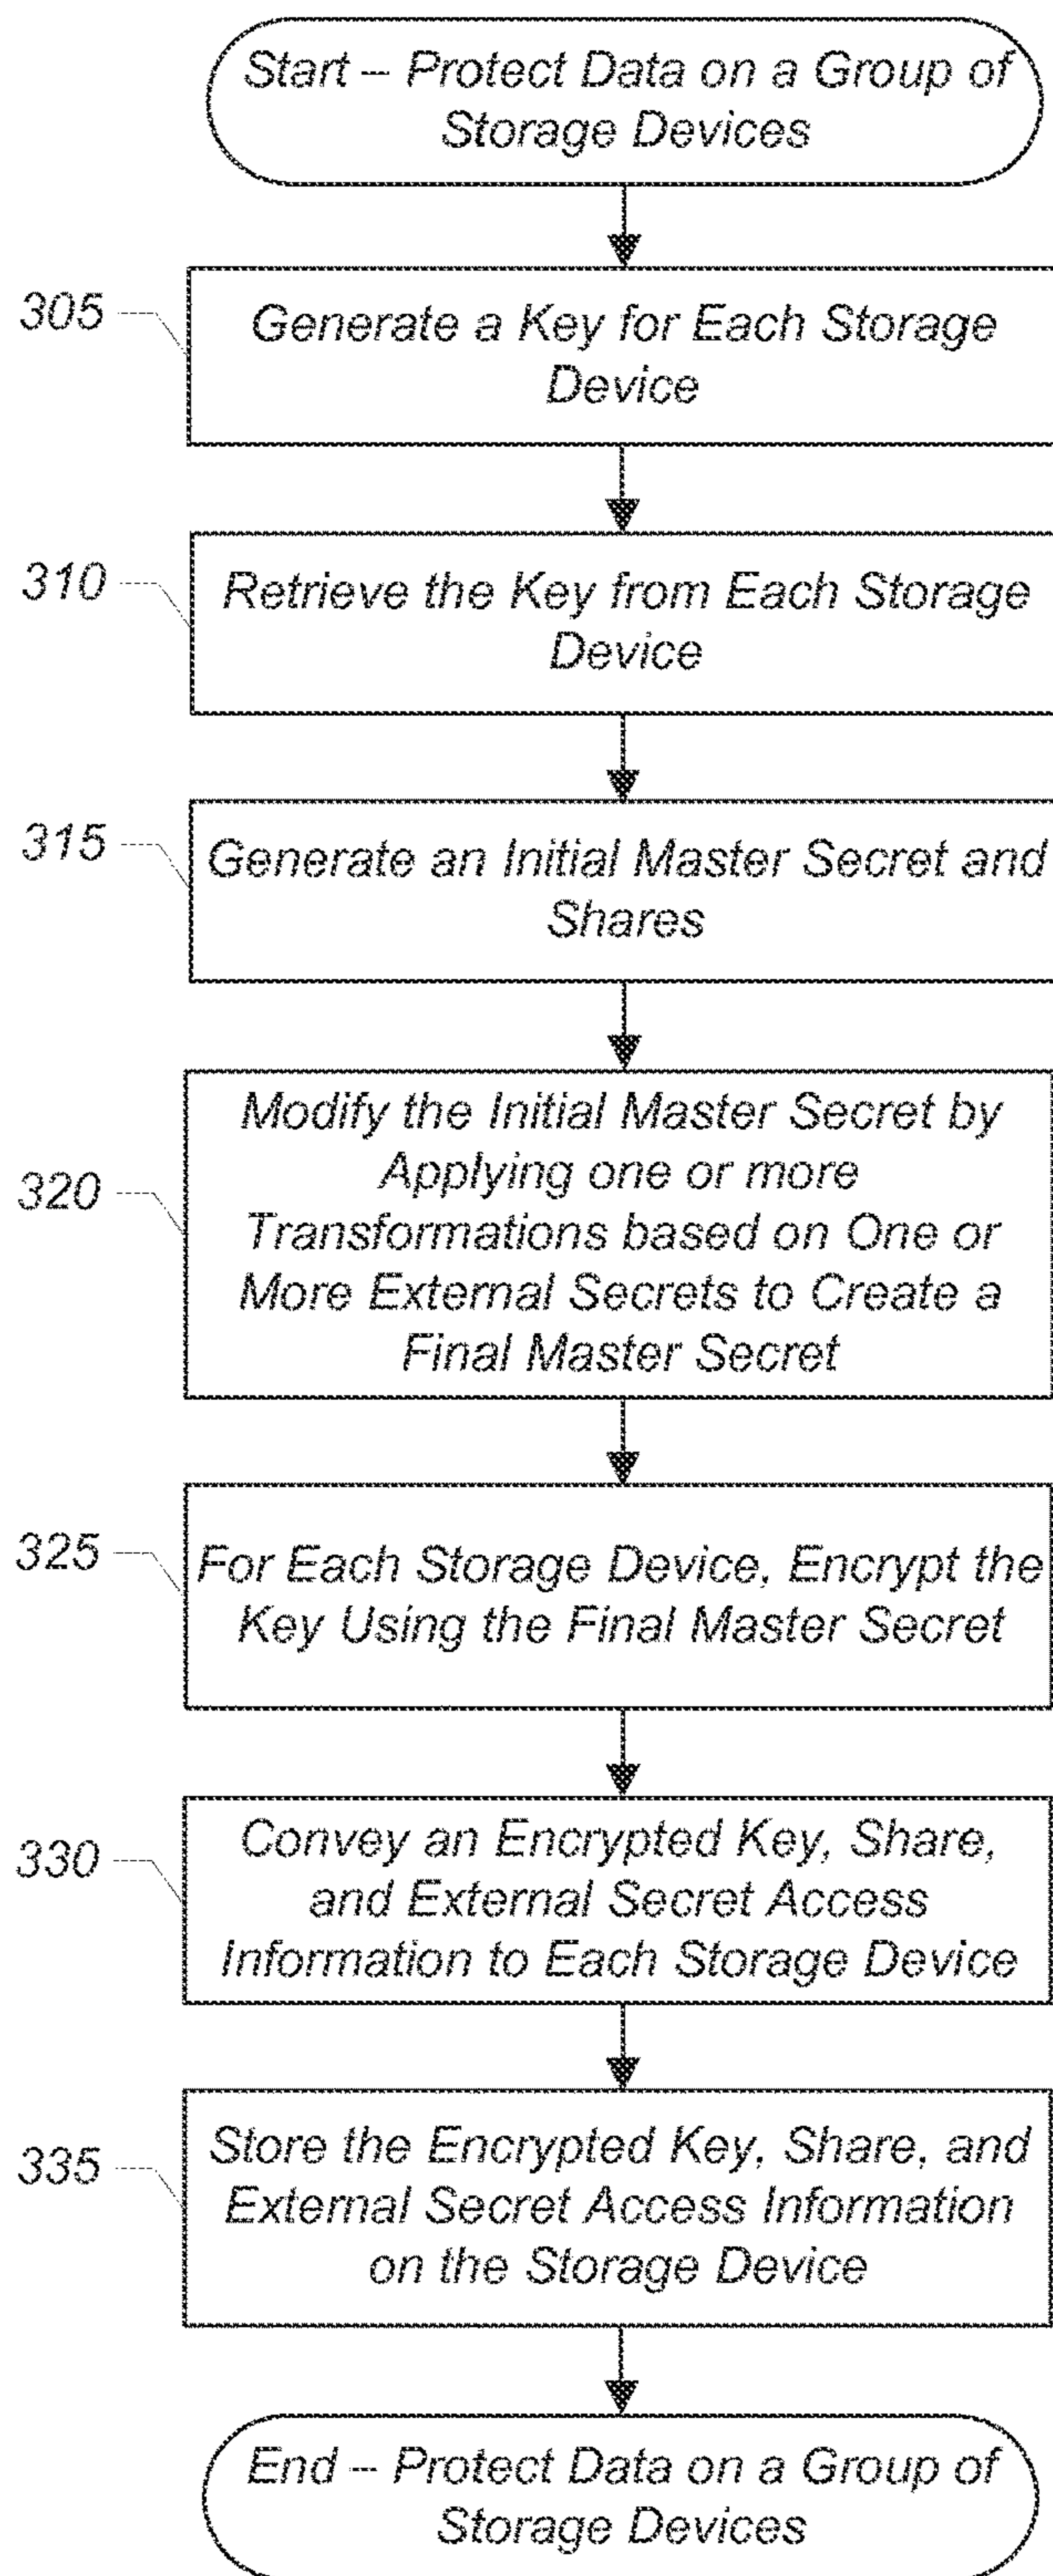 Start – Protect Data on a Group of
Storage Devices
305
Generate a Key for Each Storage
Device
310
Retrieve the Key from Each Storage
Device
315
Generate an Initial Master Secret and
Shares
320
Modify the Initial Master Secret by
Applying one or more
Transformations based on One or
More External Secrets to Create a
Final Master Secret
325
For Each Storage Device, Encrypt the
Key Using the Final Master Secret
330
Convey an Encrypted Key, Share,
and External Secret Access
Information to Each Storage Device
335
Store the Encrypted Key, Share, and
External Secret Access Information
on the Storage Device
End – Protect Data on a Group of
Storage Devices